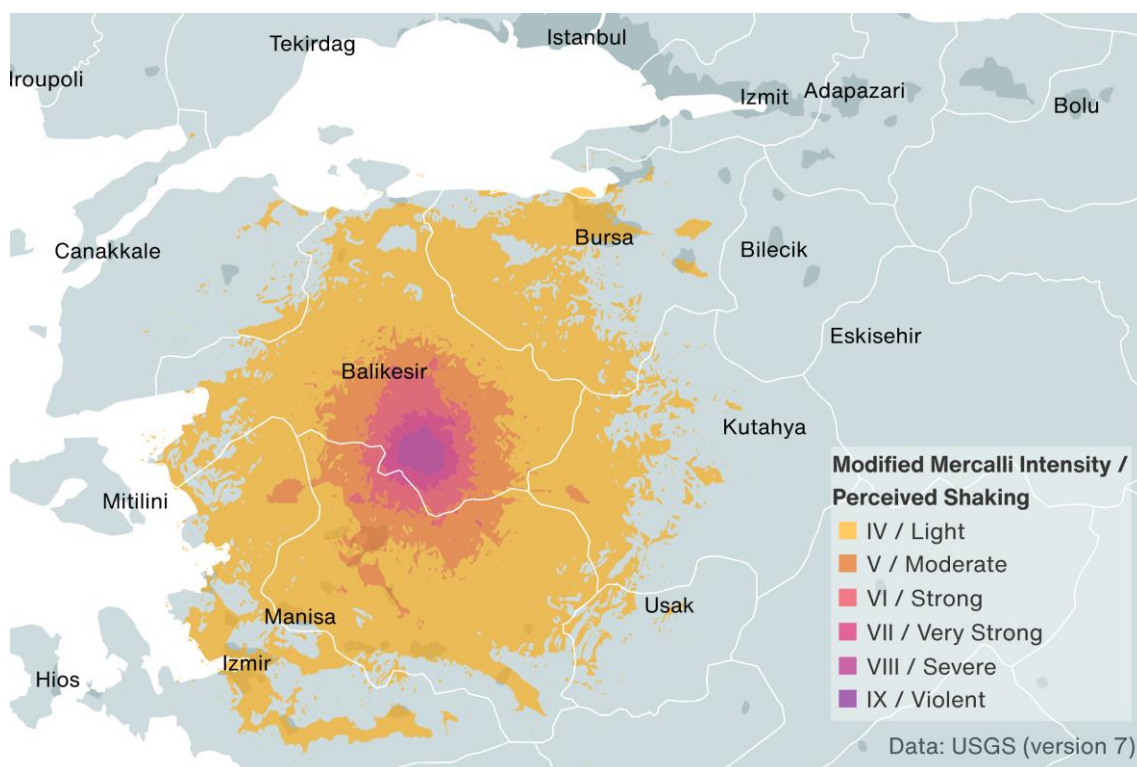 Tekirdag
Istanbul
lroupoli
Izmit
Adapazari
Bolu
Canakkale
Bursa
Bilecik
Eskisehir
Balikesir
Kutahya
Mitilini
Manisa
Usak
Izmir
Hios
Modified Mercalli Intensity /
Perceived Shaking
IV / Light
V / Moderate
VI / Strong
VII / Very Strong
VIII / Severe
IX / Violent
Data: USGS (version 7)